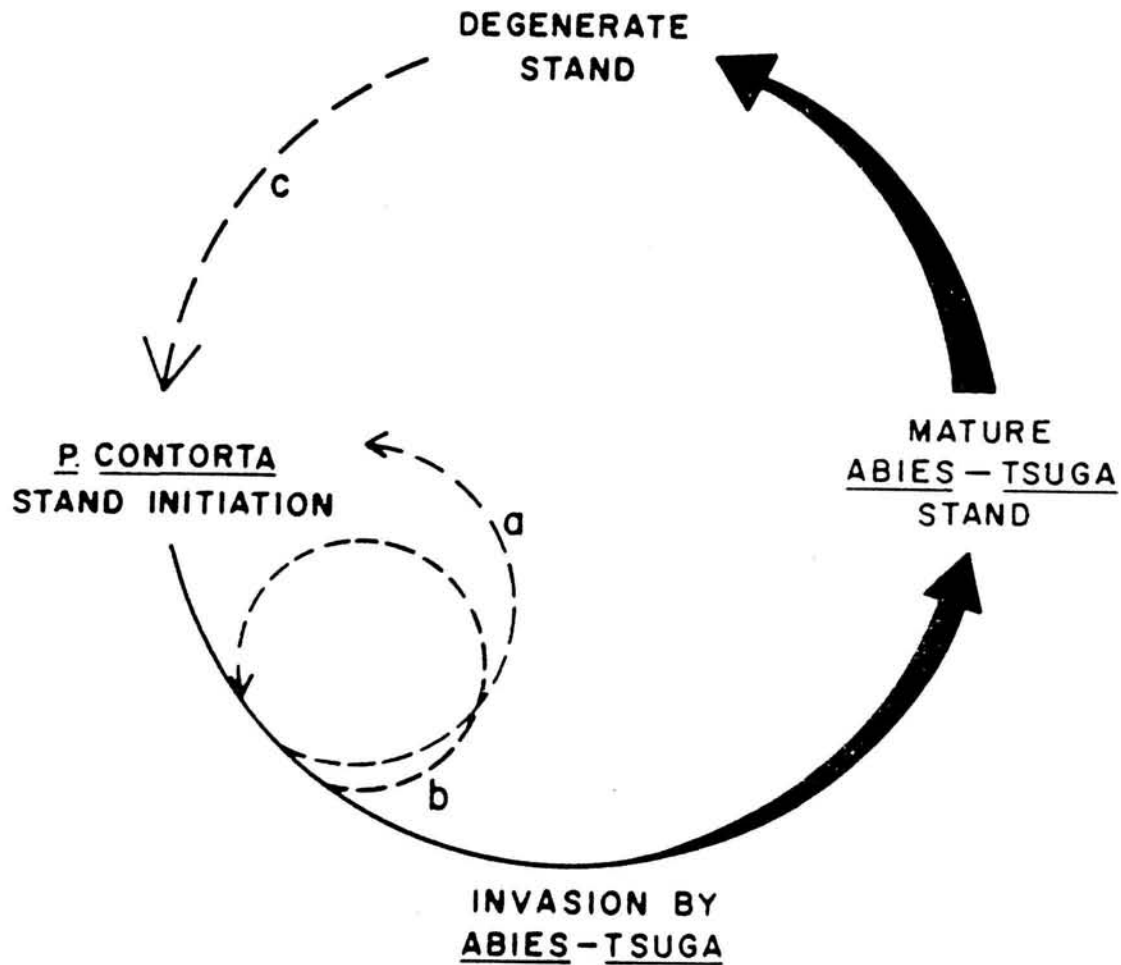 DEGENERATE
STAND
c
P. CONTORTA
STAND INITIATION
a
b
MATURE
ABIES – TSUGA
STAND
INVASION BY
ABIES – TSUGA